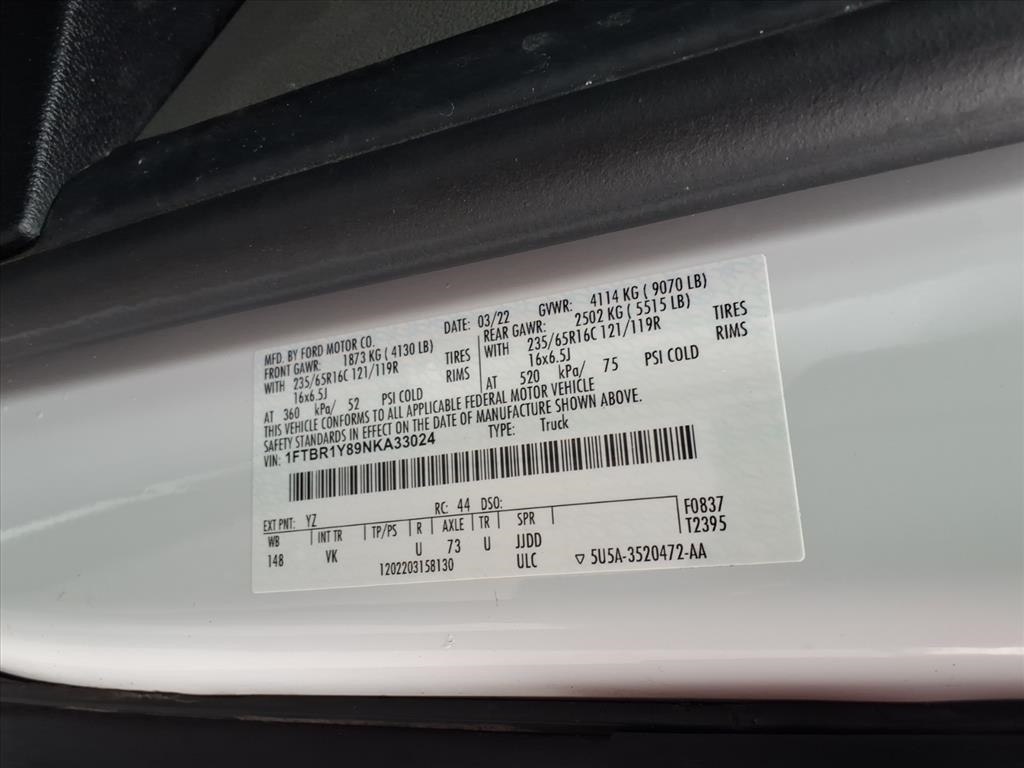 MFD. BY FORD MOTOR CO. DATE: 03/22 GVWR: 4114 KG ( 9070 LB)
FRONT GAWR: 1873 KG (4130 LB) REAR GAWR: 2502 KG ( 5515 LB)
WITH 235/65R16C 121/119R TIRES WITH 235/65R16C 121/119R TIRES
16x6.5J RIMS 16x6.5J RIMS
AT 360 kPa/ 52 PSI COLD AT 520 kPa/ 75 PSI COLD
THIS VEHICLE CONFORMS TO ALL APPLICABLE FEDERAL MOTOR VEHICLE
SAFETY STANDARDS IN EFFECT ON THE DATE OF MANUFACTURE SHOWN ABOVE.
VIN: 1FTBR1Y89NKA33024 TYPE: Truck
EXT PNT: YZ RC: 44 DSO: F0837
WB INT TR TP/PS R AXLE TR SPR T2395
148 VK U 73 U JJDD
1202203158130 ULC ▽ 5U5A-3520472-AA